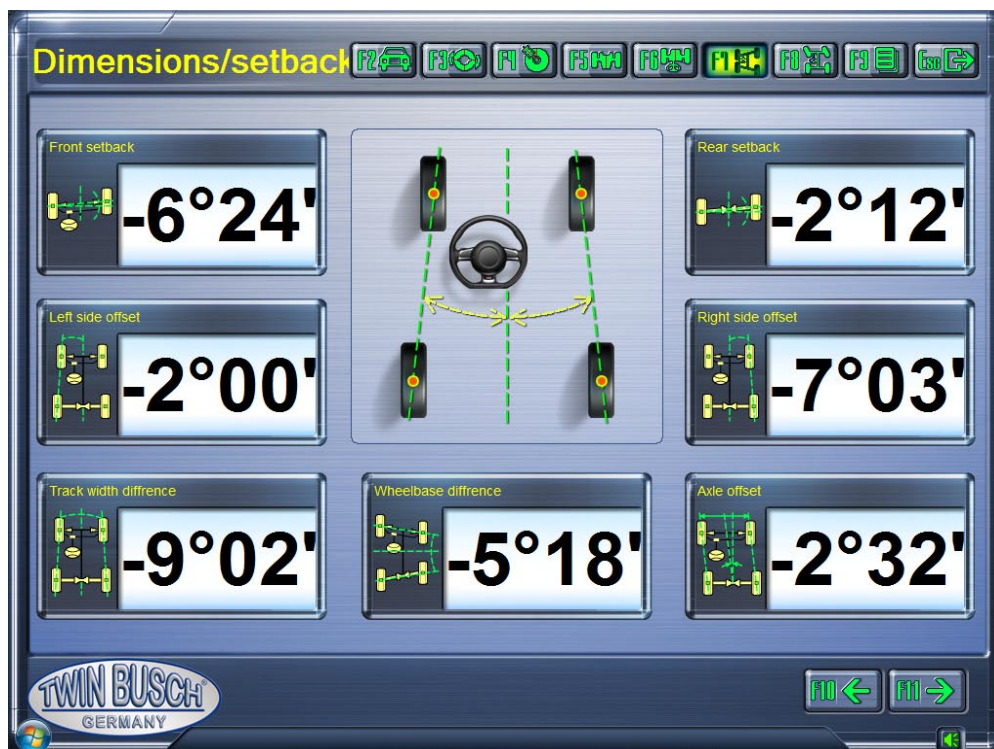 Dimensions/setback
F2 F3 F4 F5 F6 F7 F8 F9 Esc
Front setback
-6°24'
Rear setback
-2°12'
Left side offset
-2°00'
Right side offset
-7°03'
Track width diffrence
-9°02'
Wheelbase diffrence
-5°18'
Axle offset
-2°32'
TWIN BUSCH
GERMANY
F10 F11